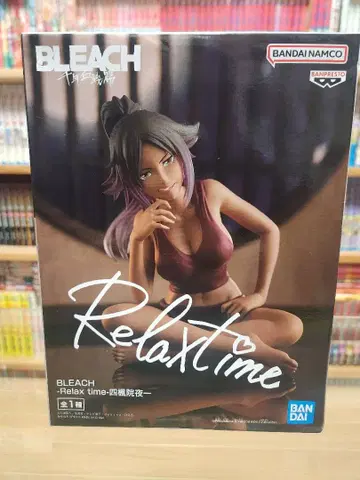 BLEACH
千年血戦篇
BANDAI NAMCO
BANPRESTO
Relax time
BLEACH
-Relax time-四楓院夜一
全1種
BAN
DAI